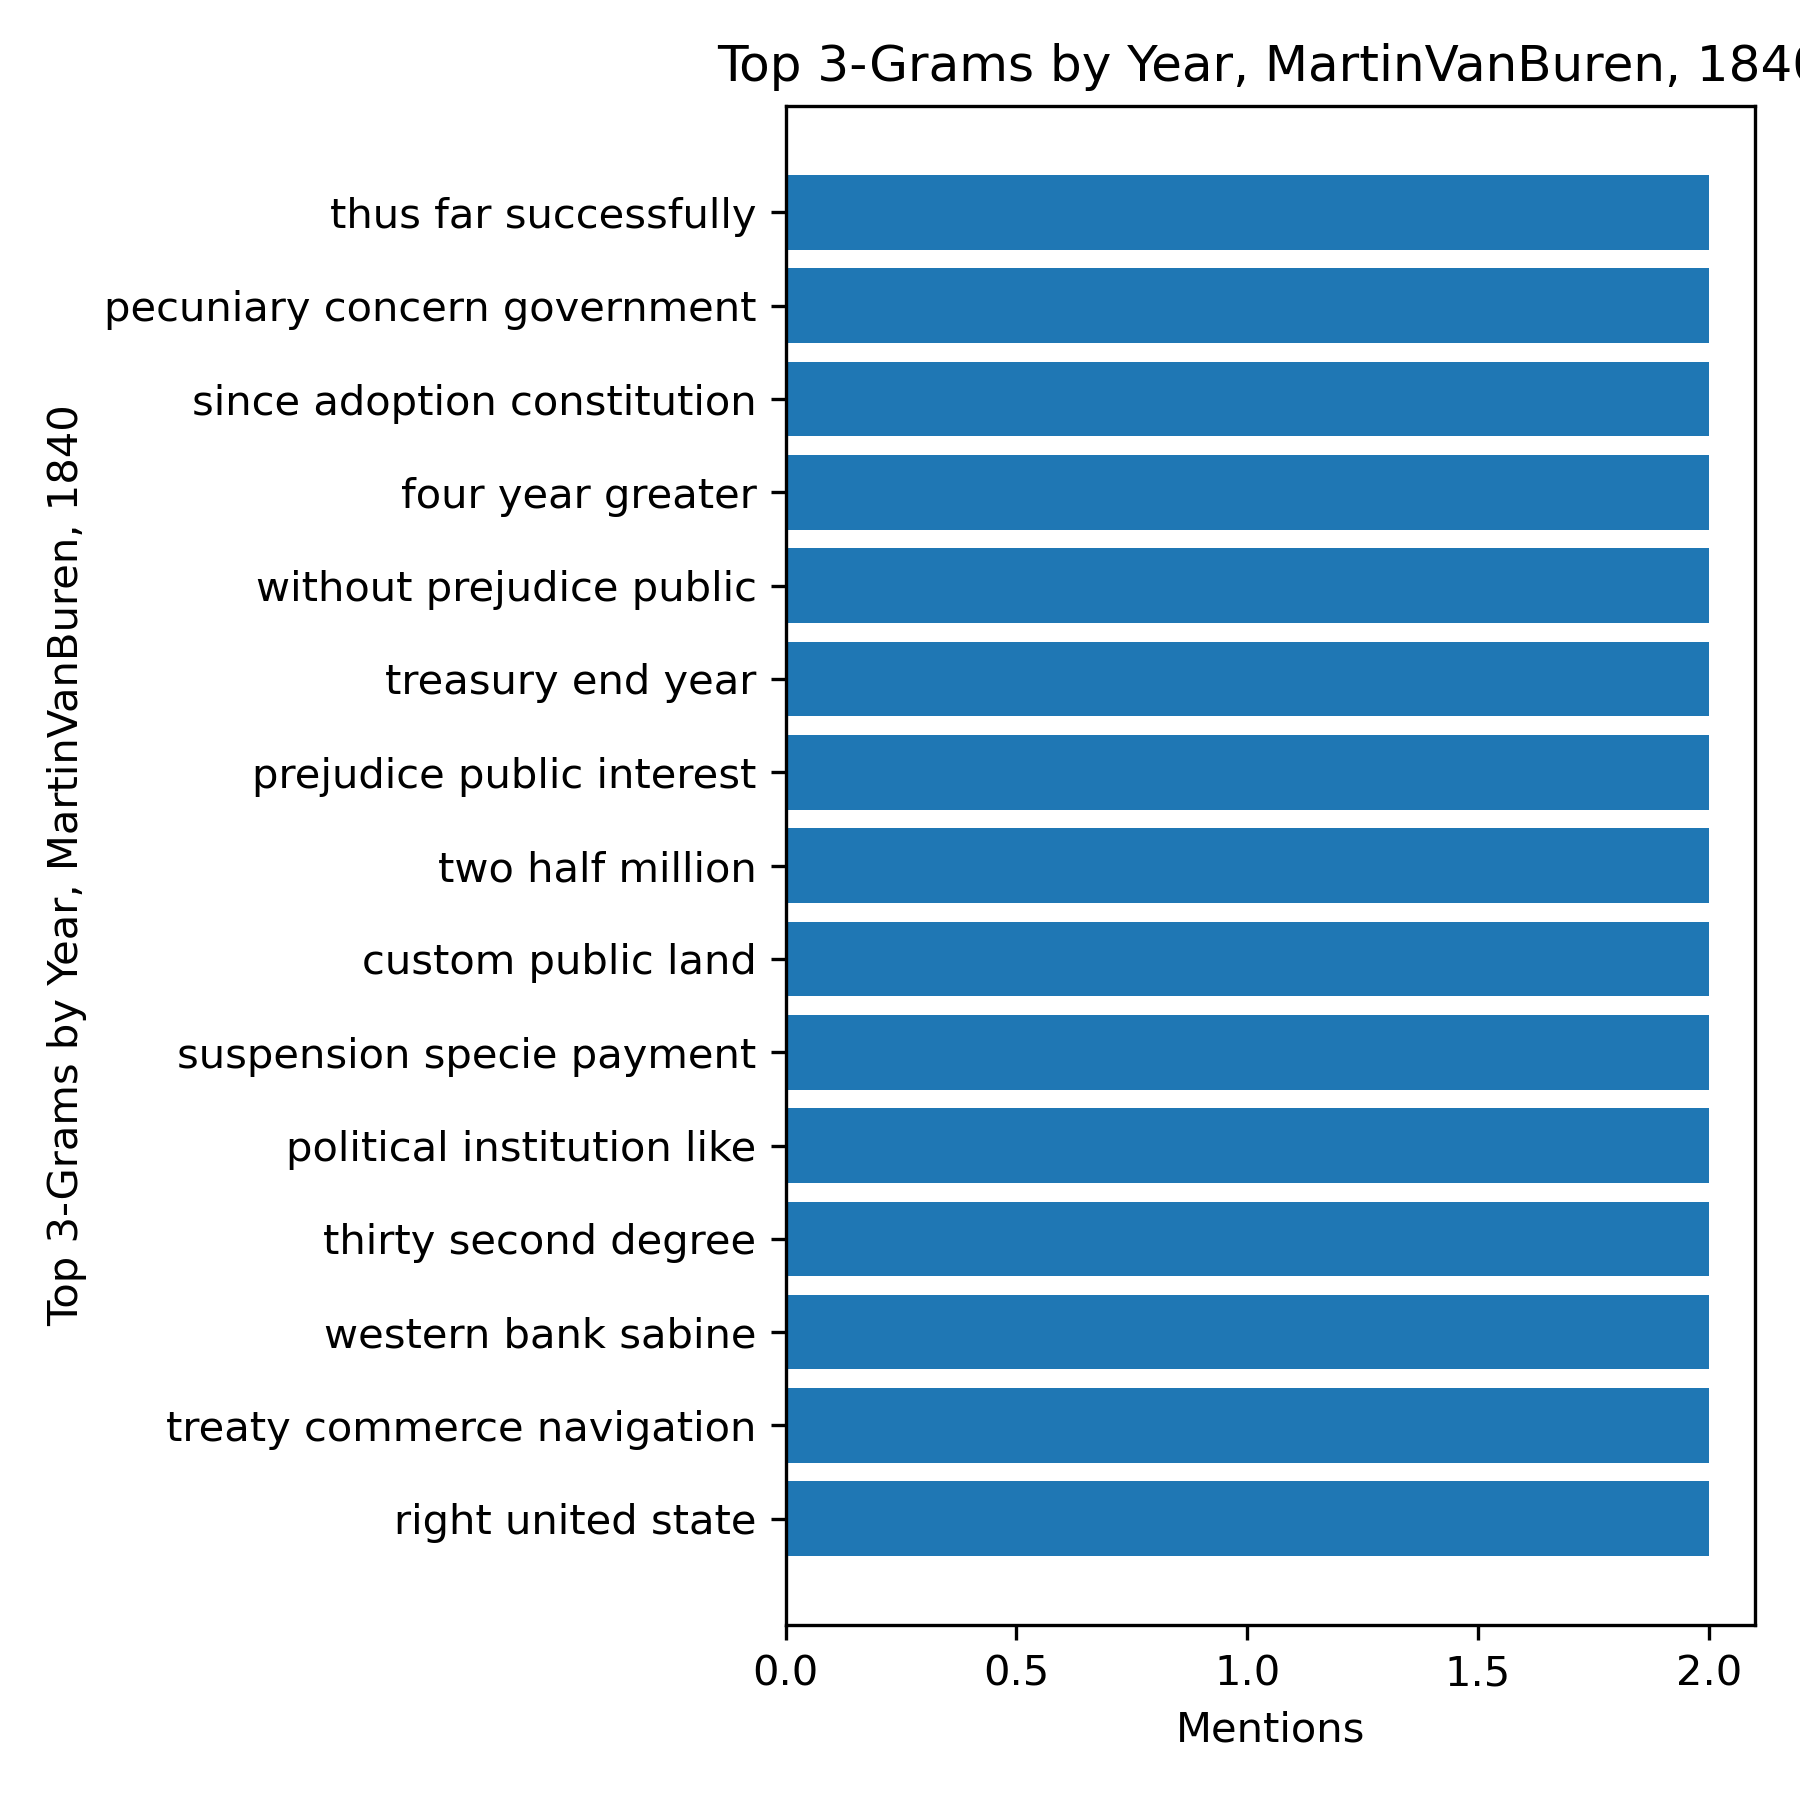 Top 3-Grams by Year, MartinVanBuren, 1840
Top 3-Grams by Year, MartinVanBuren, 1840
thus far successfully
pecuniary concern government
since adoption constitution
four year greater
without prejudice public
treasury end year
prejudice public interest
two half million
custom public land
suspension specie payment
political institution like
thirty second degree
western bank sabine
treaty commerce navigation
right united state
0.0 0.5 1.0 1.5 2.0
Mentions